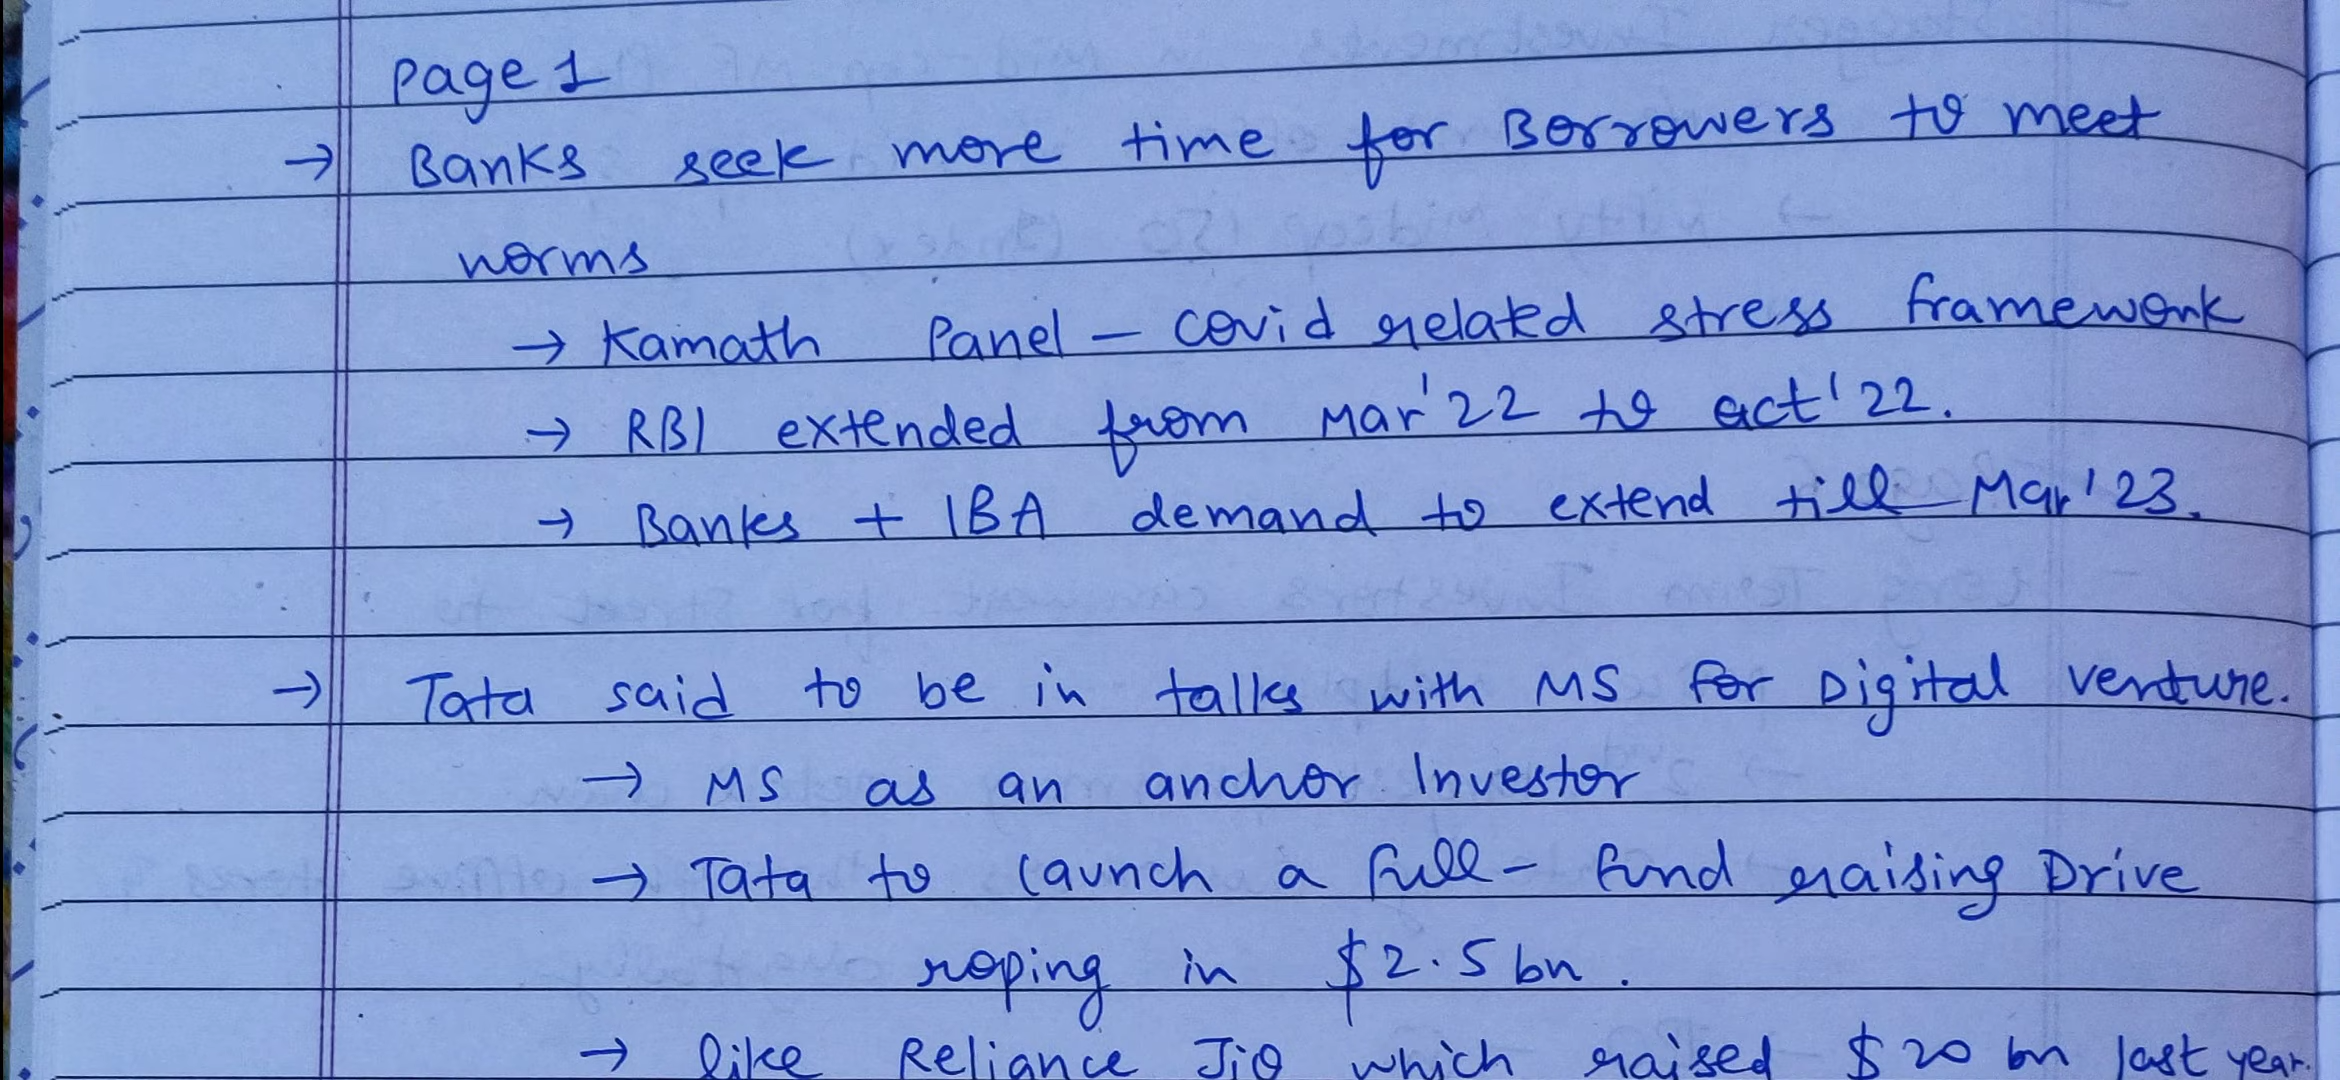 Page 1
→ Banks seek more time for Borrowers to meet
norms
→ Kamath Panel - Covid related stress framework
→ RBI extended from Mar'22 to oct'22.
→ Banks + IBA demand to extend till Mar'23.
→ Tata said to be in talks with MS for Digital venture.
→ MS as an anchor Investor
→ Tata to launch a full- fund raising Drive
roping in $2.5bn.
→ like Reliance Jio which raised $20 bn last year.